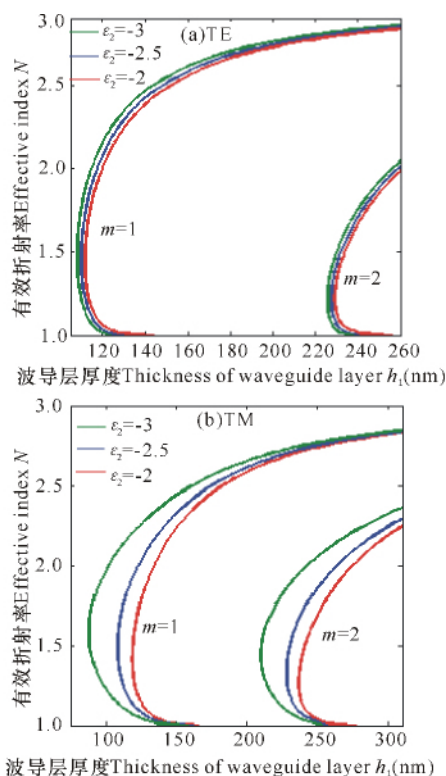 3.0
ε₂=-3
(a)TE
ε₂=-2.5
ε₂=-2
2.0
1.5
1.0
m=1
m=2
有效折射率Effective index N
120 140 160 180 200 220 240 260
波导层厚度Thickness of waveguide layer h₁(nm)
3.0
ε₂=-3
(b)TM
ε₂=-2.5
ε₂=-2
2.5
2.0
1.5
1.0
m=1
m=2
有效折射率Effective index N
100 150 200 250 300
波导层厚度Thickness of waveguide layer h₁(nm)